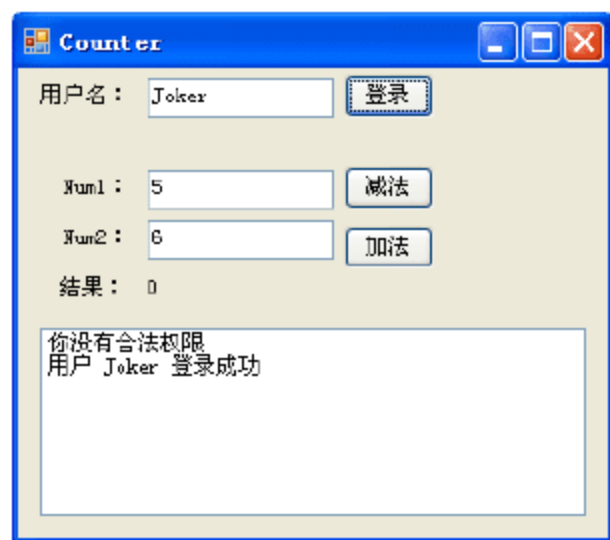 Counter
用户名： Joker 登录
Num1： 5 减法
Num2： 6 加法
结果： 0
你没有合法权限
用户 Joker 登录成功